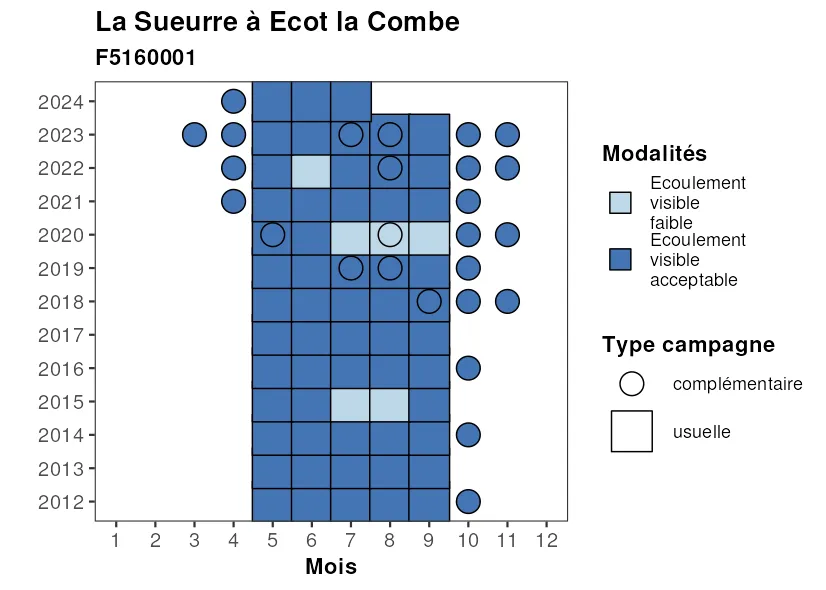 La Sueurre à Ecot la Combe
F5160001
2024
2023
2022
2021
2020
2019
2018
2017
2016
2015
2014
2013
2012
1 2 3 4 5 6 7 8 9 10 11 12
Mois
Modalités
Ecoulement
visible
faible
Ecoulement
visible
acceptable
Type campagne
complémentaire
usuelle